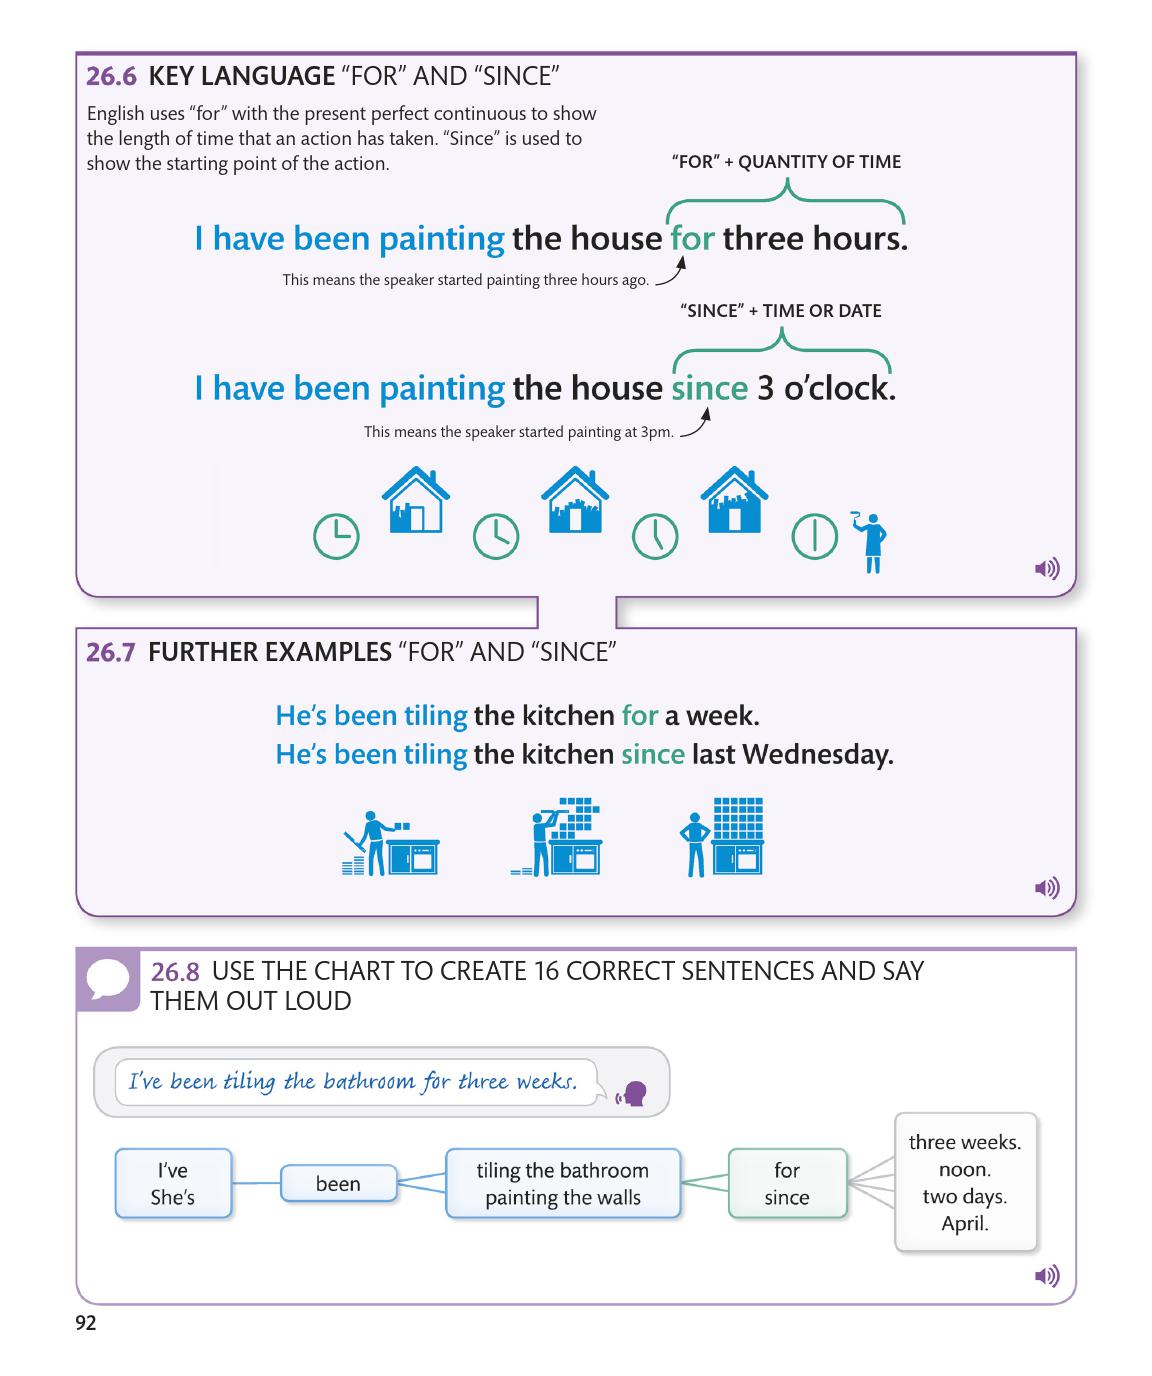 26.6 KEY LANGUAGE “FOR” AND “SINCE”
English uses “for” with the present perfect continuous to show
the length of time that an action has taken. “Since” is used to
show the starting point of the action.
“FOR” + QUANTITY OF TIME
I have been painting the house for three hours.
This means the speaker started painting three hours ago.
“SINCE” + TIME OR DATE
I have been painting the house since 3 o’clock.
This means the speaker started painting at 3pm.
26.7 FURTHER EXAMPLES “FOR” AND “SINCE”
He’s been tiling the kitchen for a week.
He’s been tiling the kitchen since last Wednesday.
26.8 USE THE CHART TO CREATE 16 CORRECT SENTENCES AND SAY
THEM OUT LOUD
I’ve been tiling the bathroom for three weeks.
I’ve
She’s
been
tiling the bathroom
painting the walls
for
since
three weeks.
noon.
two days.
April.
92